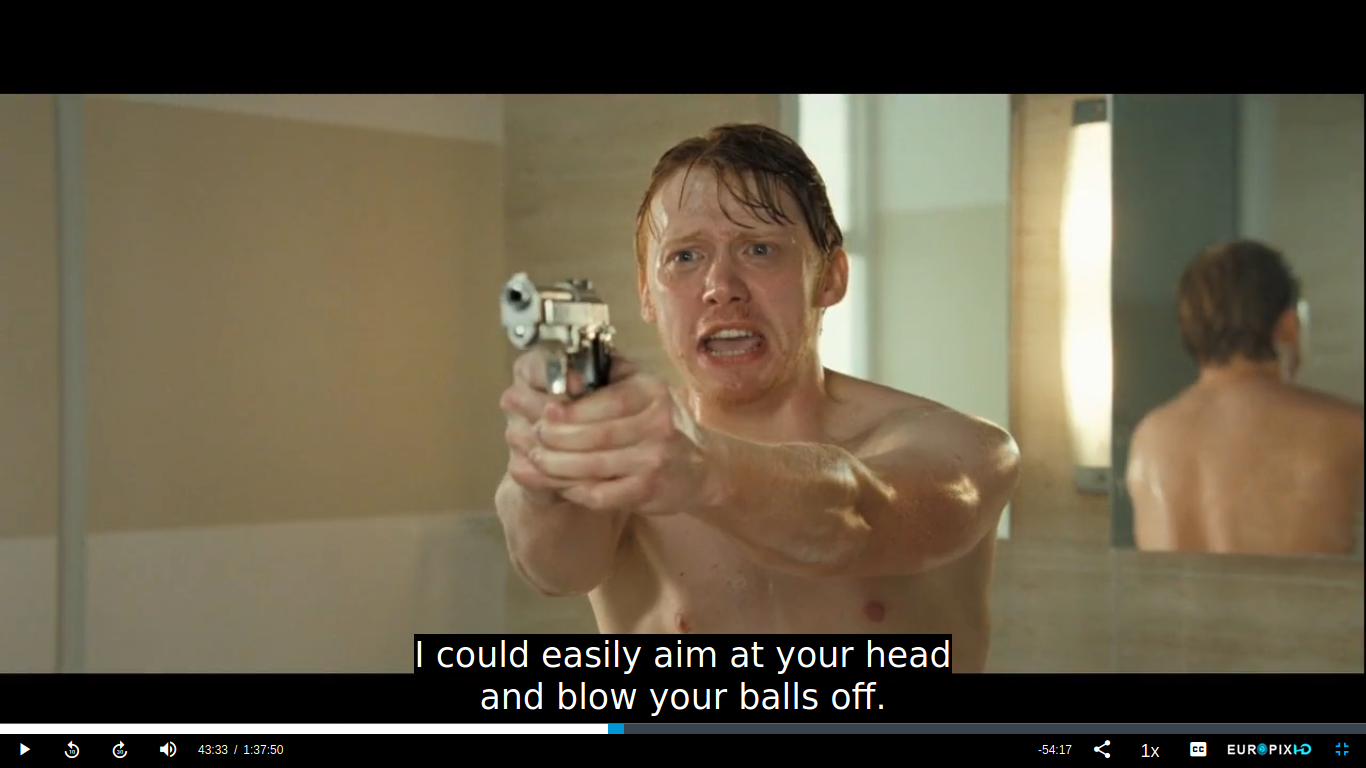 I could easily aim at your head
and blow your balls off.
43:33 / 1:37:50
-54:17
1x
CC
EUROPIXHD